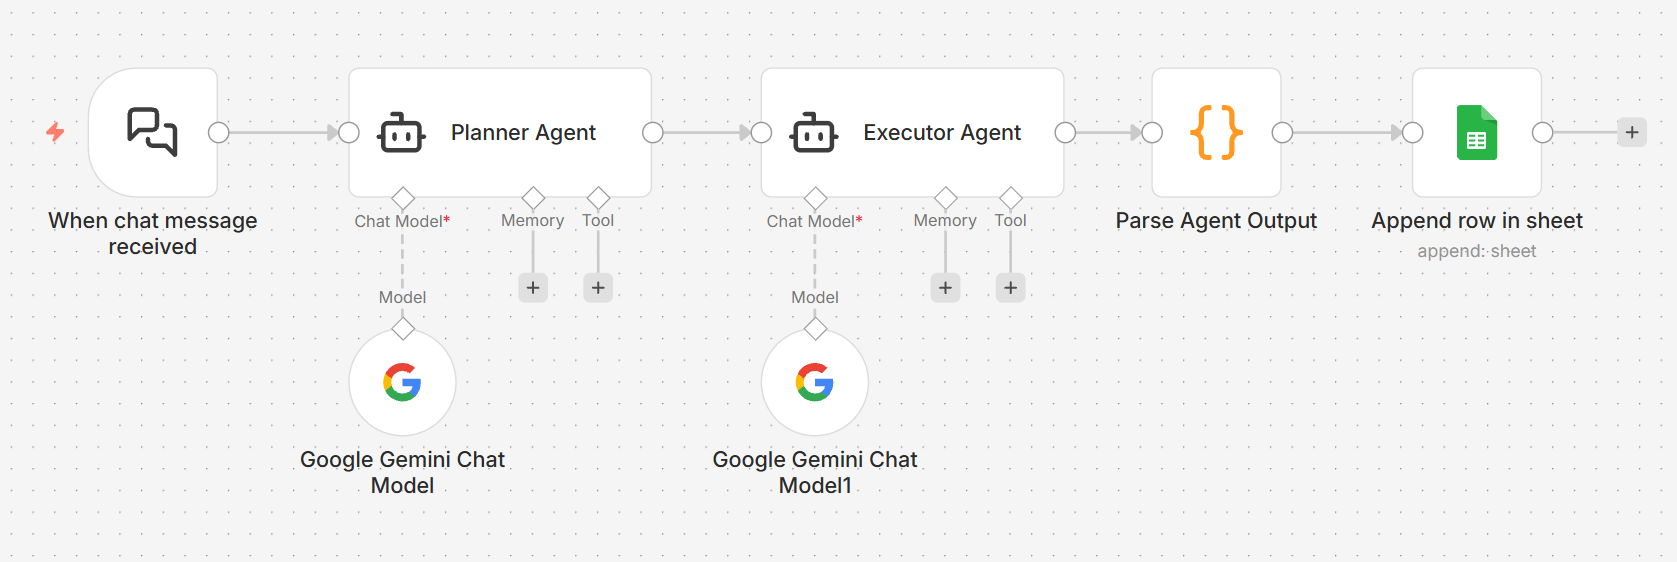 Planner Agent
Executor Agent
When chat message
received
Chat Model*
Memory
Tool
Chat Model*
Memory
Tool
Parse Agent Output
Append row in sheet
append: sheet
Model
Model
Google Gemini Chat
Model
Google Gemini Chat
Model1